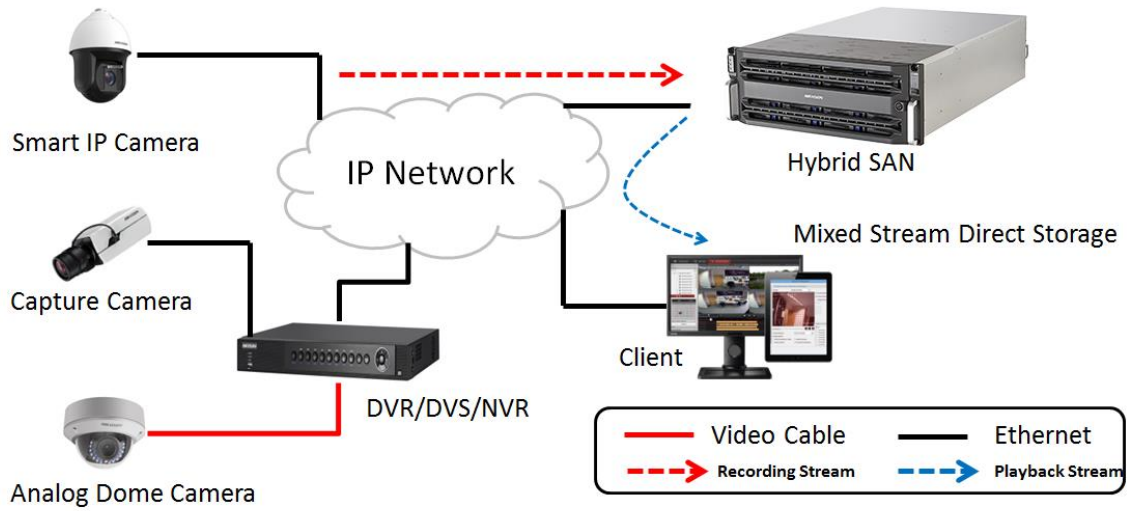 Smart IP Camera
IP Network
Hybrid SAN
Capture Camera
Mixed Stream Direct Storage
Client
DVR/DVS/NVR
Analog Dome Camera
Video Cable
Ethernet
Recording Stream
Playback Stream